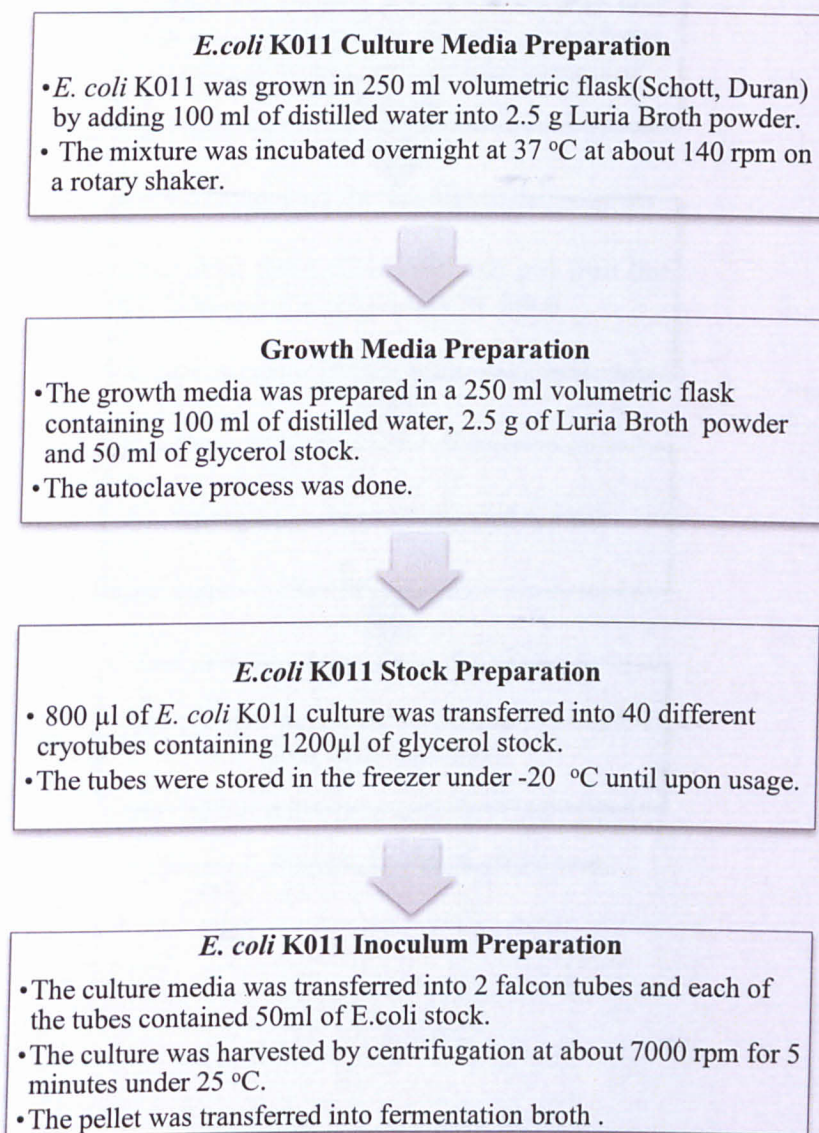 E.coli K011 Culture Media Preparation
•E. coli K011 was grown in 250 ml volumetric flask(Schott, Duran)
by adding 100 ml of distilled water into 2.5 g Luria Broth powder.
• The mixture was incubated overnight at 37 ºC at about 140 rpm on
a rotary shaker.
Growth Media Preparation
•The growth media was prepared in a 250 ml volumetric flask
containing 100 ml of distilled water, 2.5 g of Luria Broth powder
and 50 ml of glycerol stock.
•The autoclave process was done.
E.coli K011 Stock Preparation
• 800 µl of E. coli K011 culture was transferred into 40 different
cryotubes containing 1200µl of glycerol stock.
•The tubes were stored in the freezer under -20 ºC until upon usage.
E. coli K011 Inoculum Preparation
•The culture media was transferred into 2 falcon tubes and each of
the tubes contained 50ml of E.coli stock.
•The culture was harvested by centrifugation at about 7000 rpm for 5
minutes under 25 ºC.
•The pellet was transferred into fermentation broth .